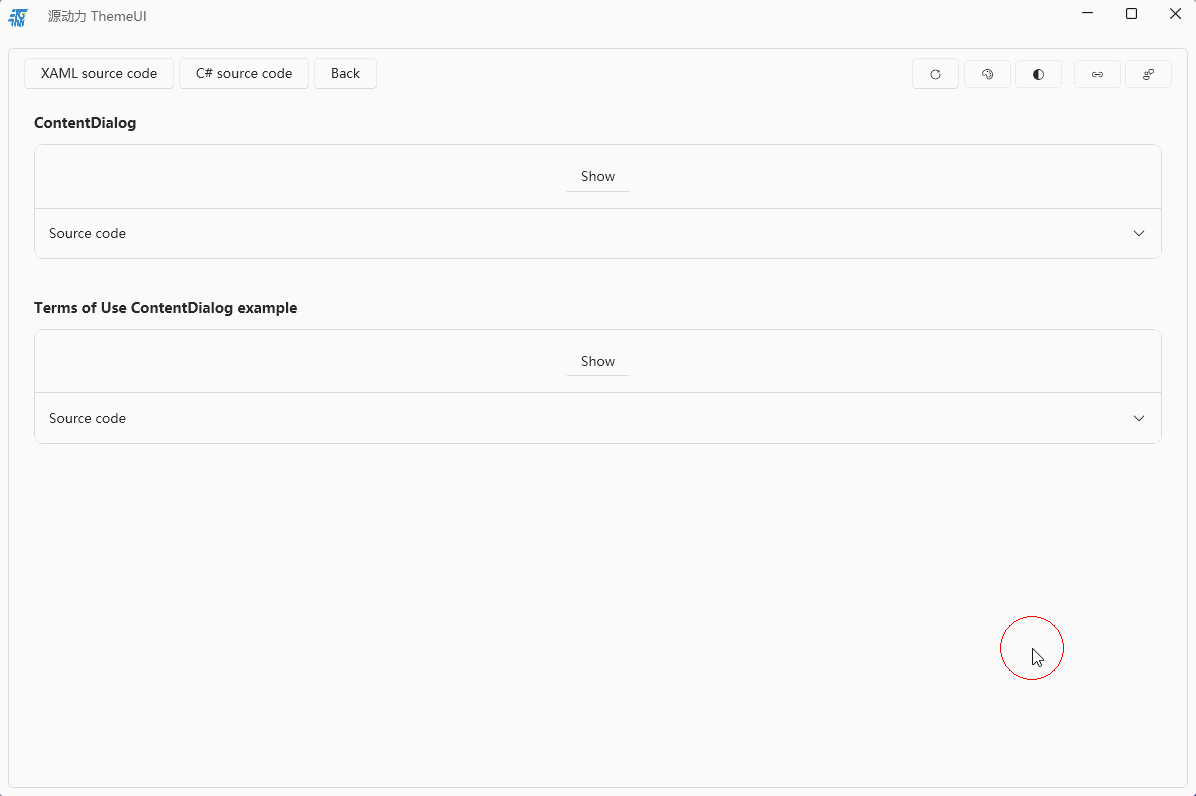 源动力 ThemeUI
XAML source code
C# source code
Back
ContentDialog
Show
Source code
Terms of Use ContentDialog example
Show
Source code